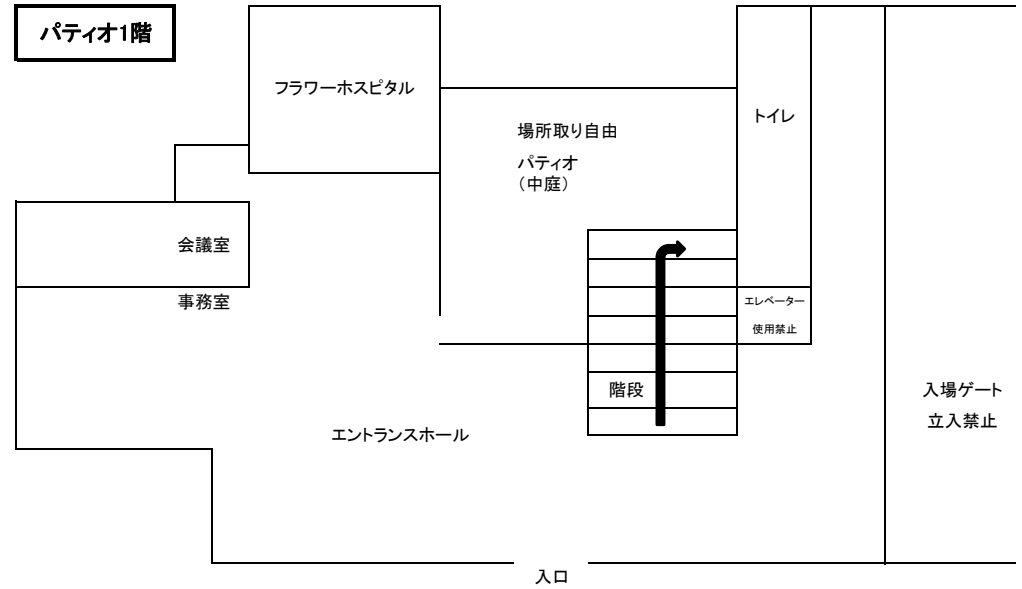 パティオ1階
フラワーホスピタル
トイレ
場所取り自由
パティオ
（中庭）
会議室
事務室
エレベーター
使用禁止
階段
入場ゲート
立入禁止
エントランスホール
入口